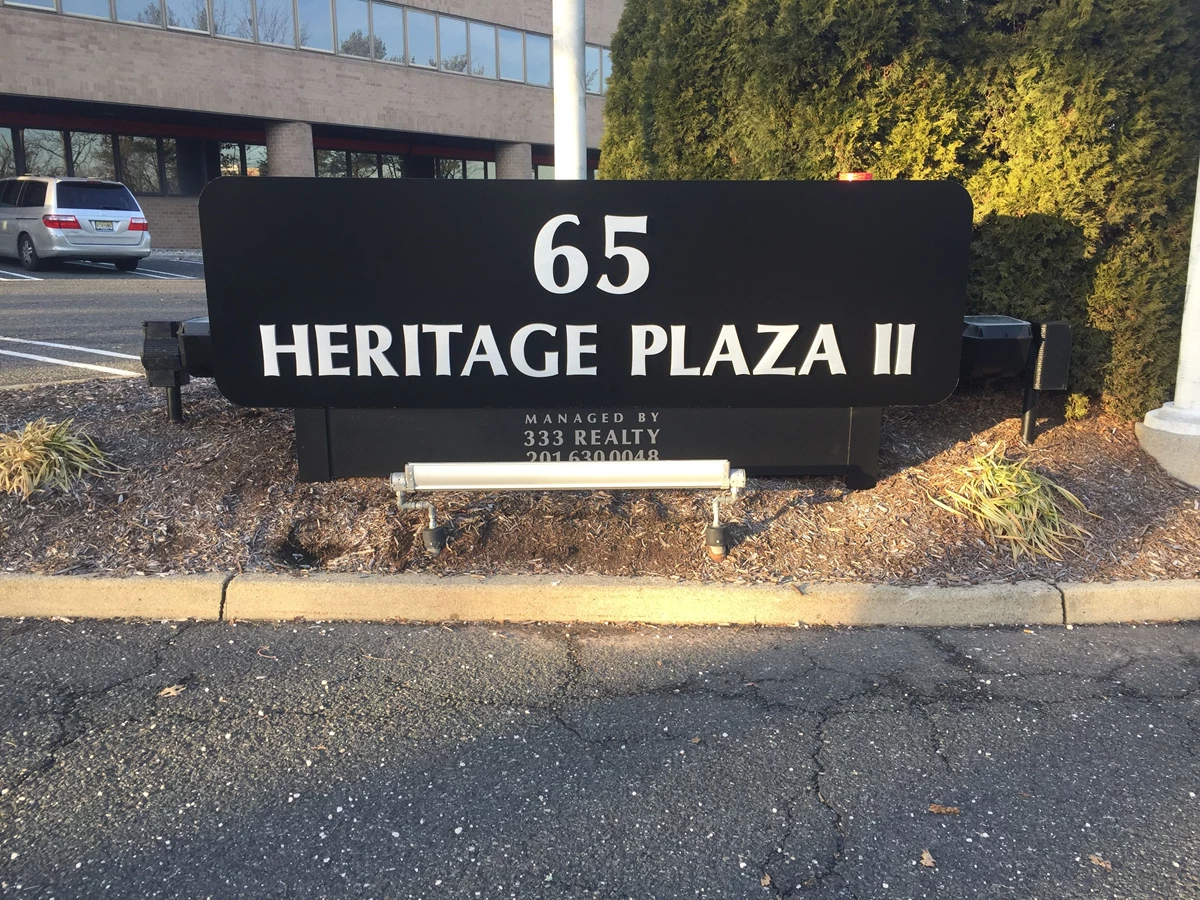 65
HERITAGE PLAZA II
MANAGED BY
333 REALTY
201.630.0048